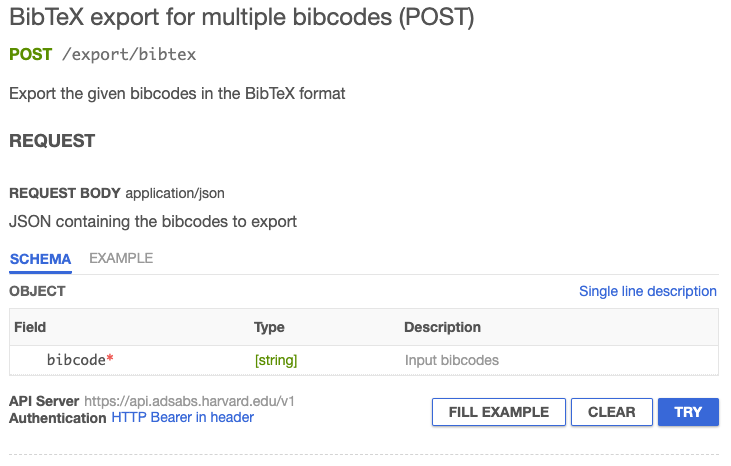 BibTeX export for multiple bibcodes (POST)
POST /export/bibtex
Export the given bibcodes in the BibTeX format
REQUEST
REQUEST BODY application/json
JSON containing the bibcodes to export
SCHEMA EXAMPLE
OBJECT Single line description
Field Type Description
bibcode* [string] Input bibcodes
API Server https://api.adsabs.harvard.edu/v1
Authentication HTTP Bearer in header
FILL EXAMPLE CLEAR TRY